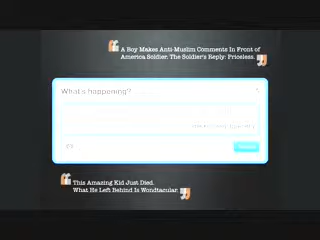 A Boy Makes Anti-Muslim Comments In Front of
America Soldier. The Soldier's Reply: Priceless.
What's happening?
This Amazing Kid Just Died.
What He Left Behind Is Wondtacular.